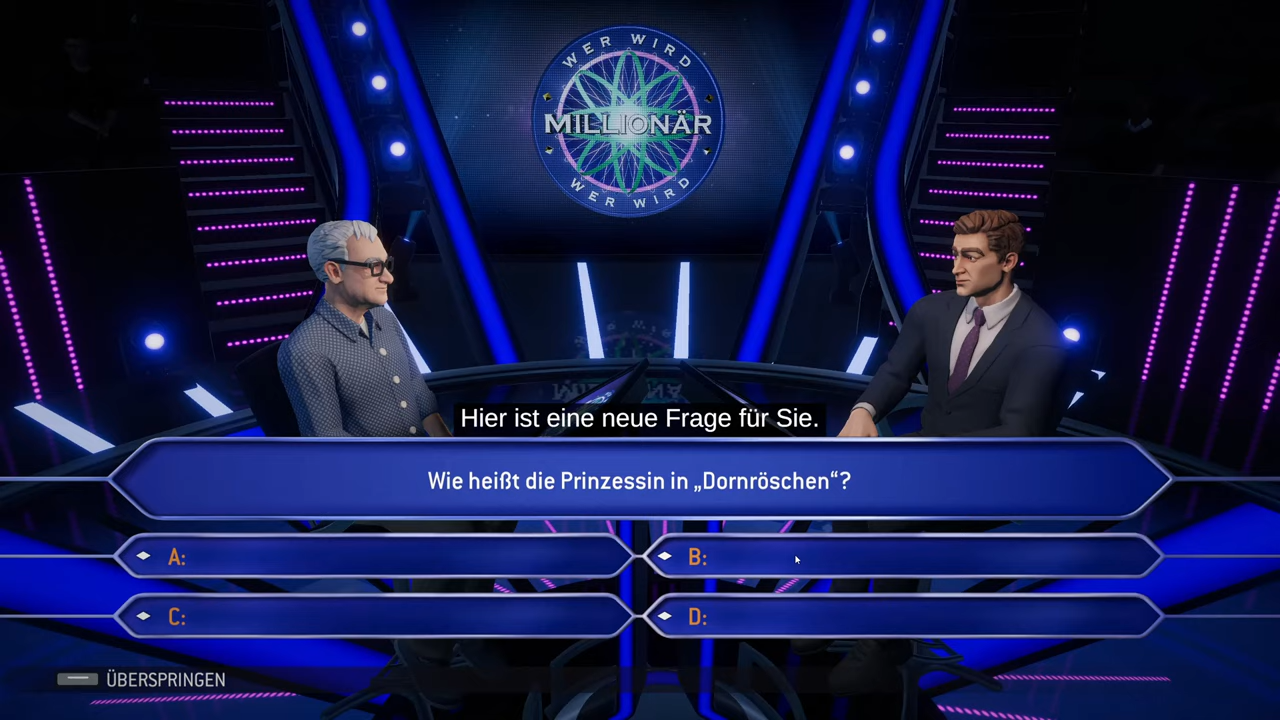 WER WIRD
MILLIONÄR
WER WIRD
Hier ist eine neue Frage für Sie.
Wie heißt die Prinzessin in „Dornröschen“?
A:
B:
C:
D:
ÜBERSPRINGEN